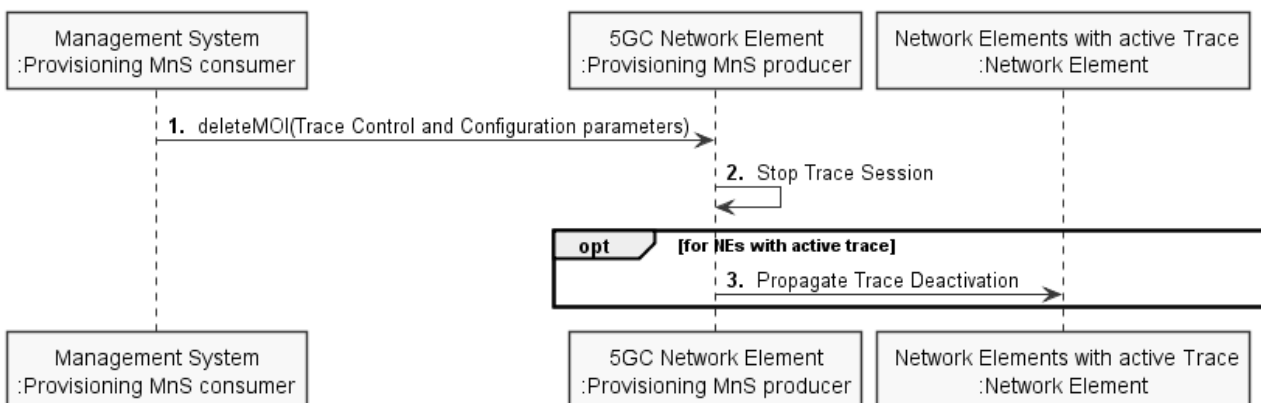 Management System
:Provisioning MnS consumer
5GC Network Element
:Provisioning MnS producer
Network Elements with active Trace
:Network Element
1. deleteMOI(Trace Control and Configuration parameters)
2. Stop Trace Session
opt [for NEs with active trace]
3. Propagate Trace Deactivation
Management System
:Provisioning MnS consumer
5GC Network Element
:Provisioning MnS producer
Network Elements with active Trace
:Network Element